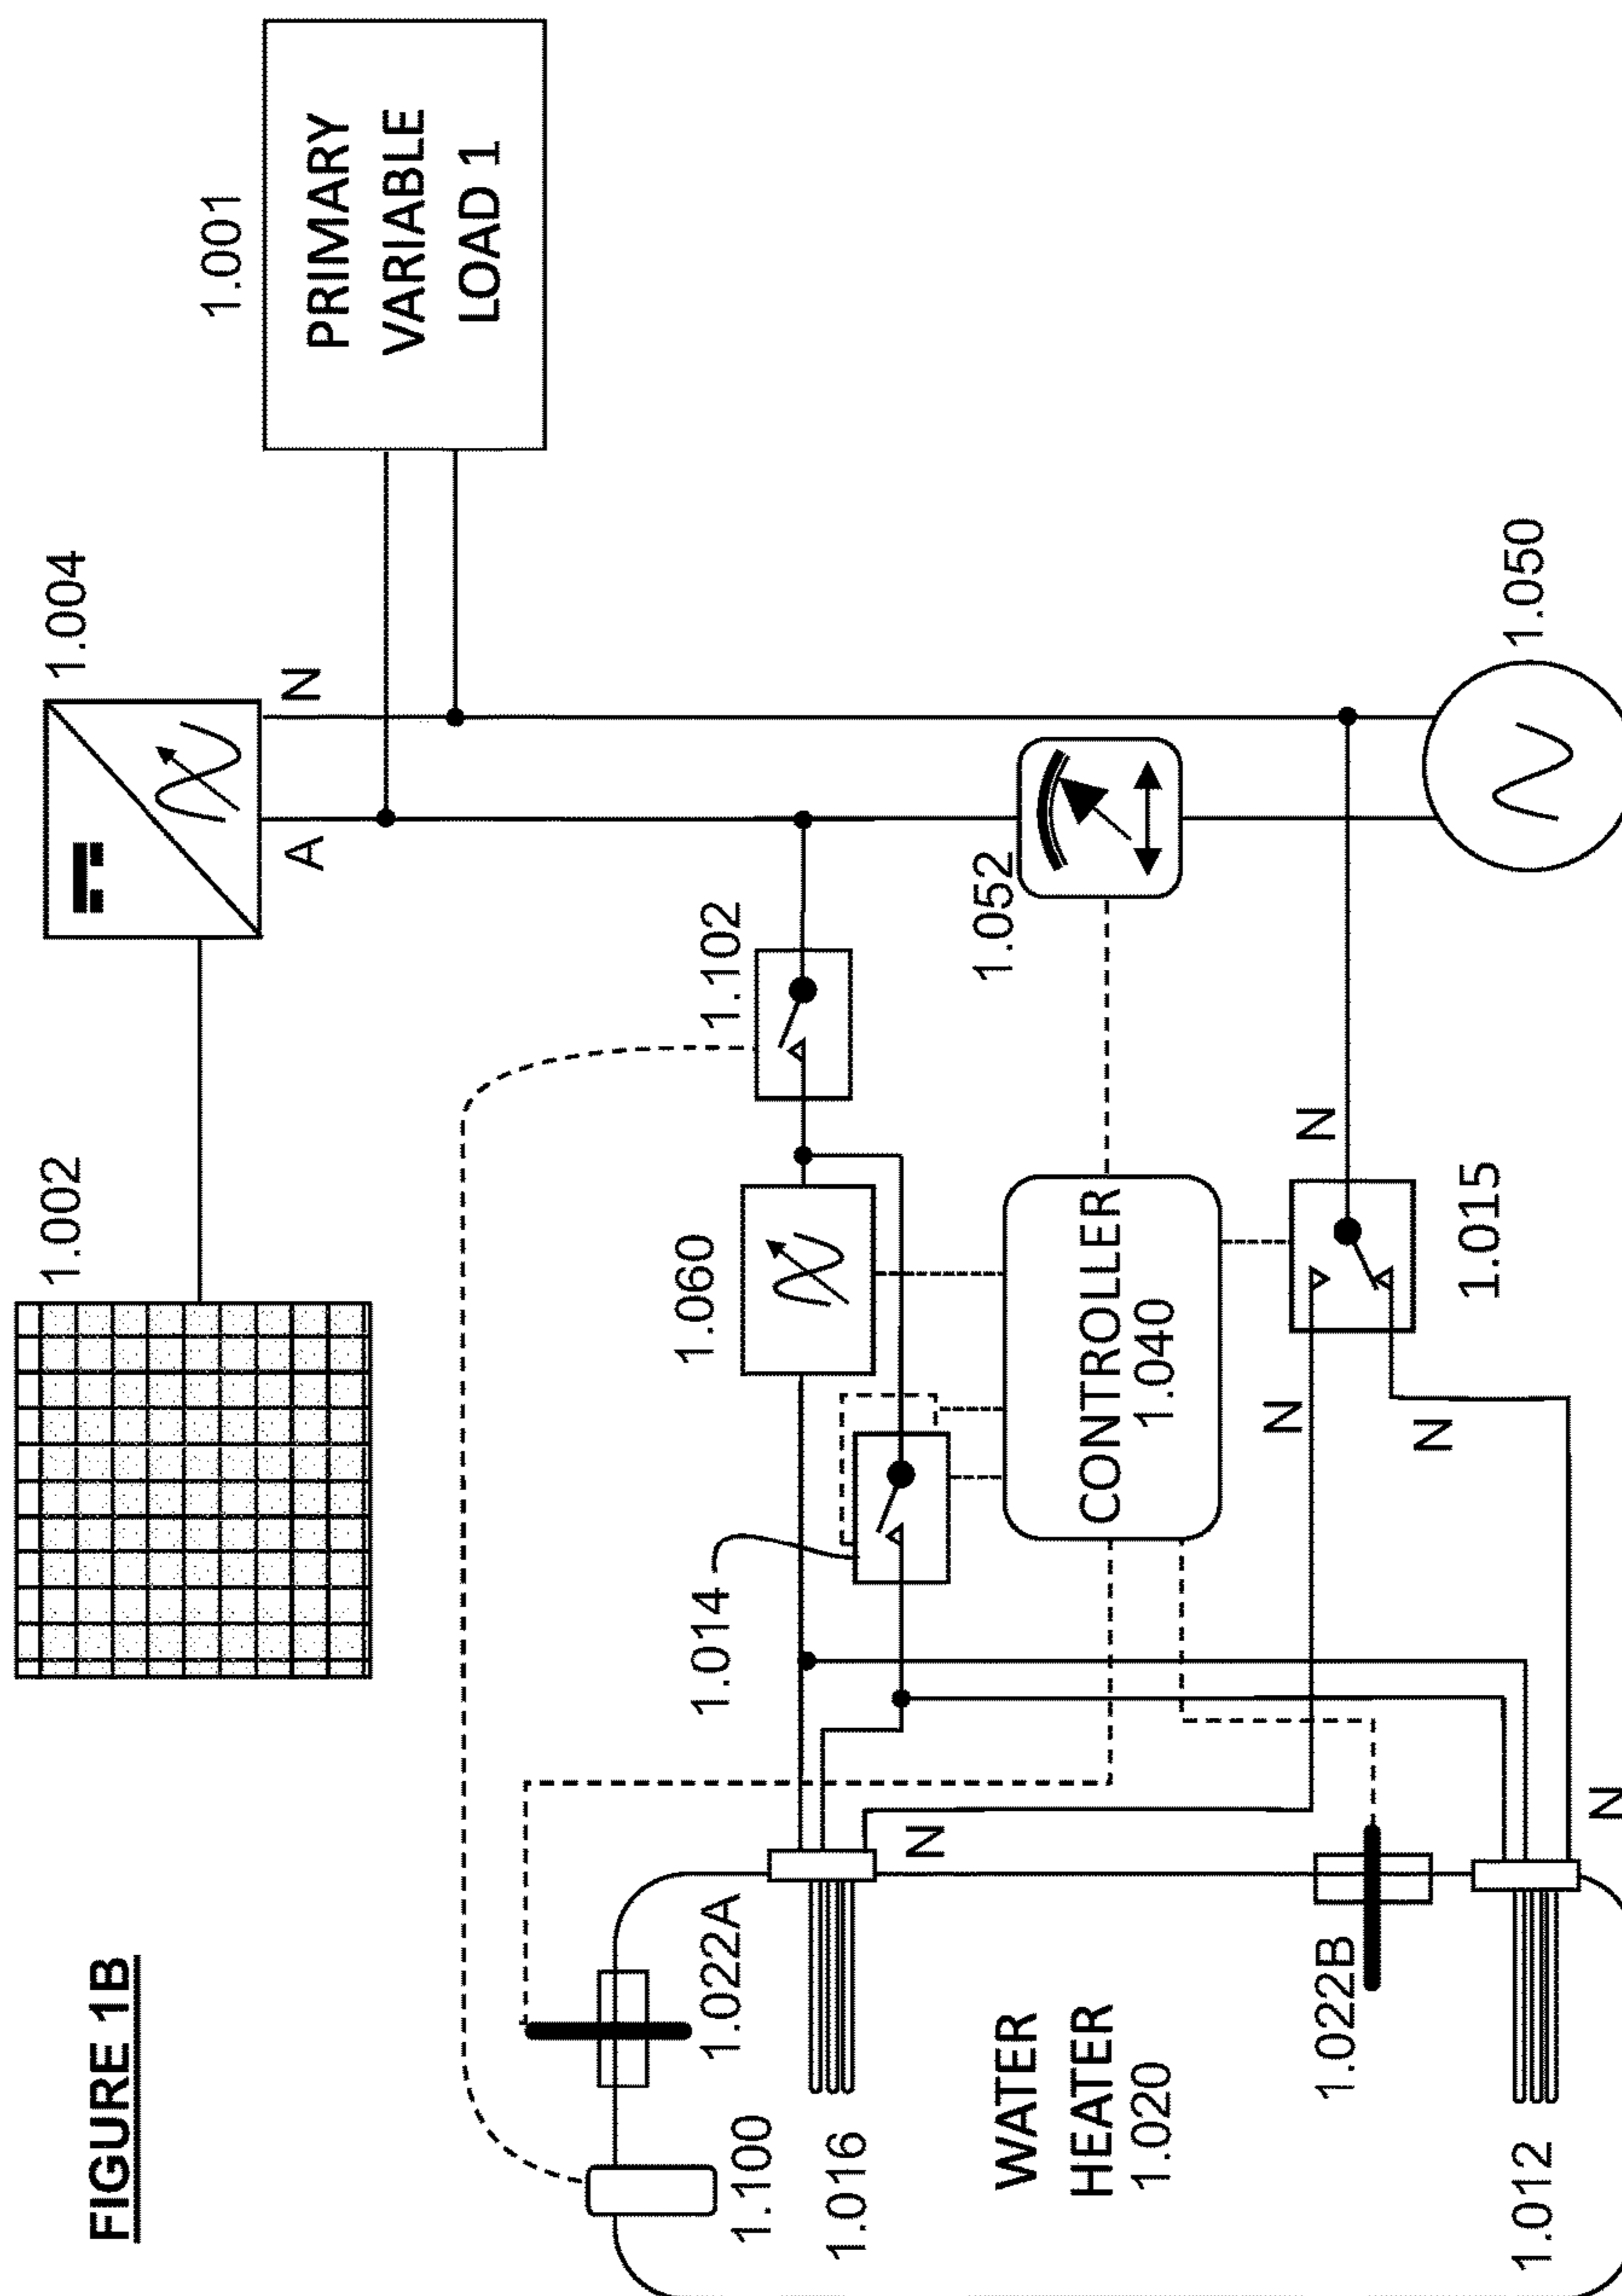 FIGURE 1B
1.002
1.004
1.001
A
N
PRIMARY
VARIABLE
LOAD 1
1.100
1.022A
1.014
1.060
1.102
1.016
N
1.052
WATER
HEATER
1.020
CONTROLLER
1.040
N
N
1.022B
N
1.015
1.050
1.012
N